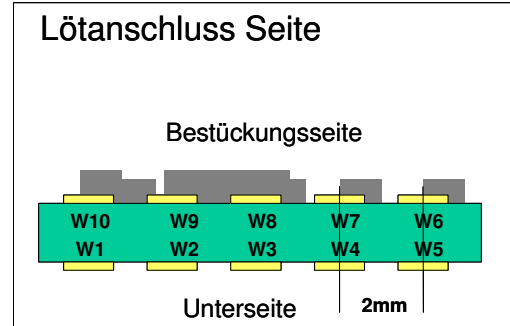 Lötanschluss Seite
Bestückungsseite
W10 W9 W8 W7 W6
W1 W2 W3 W4 W5
Unterseite 2mm